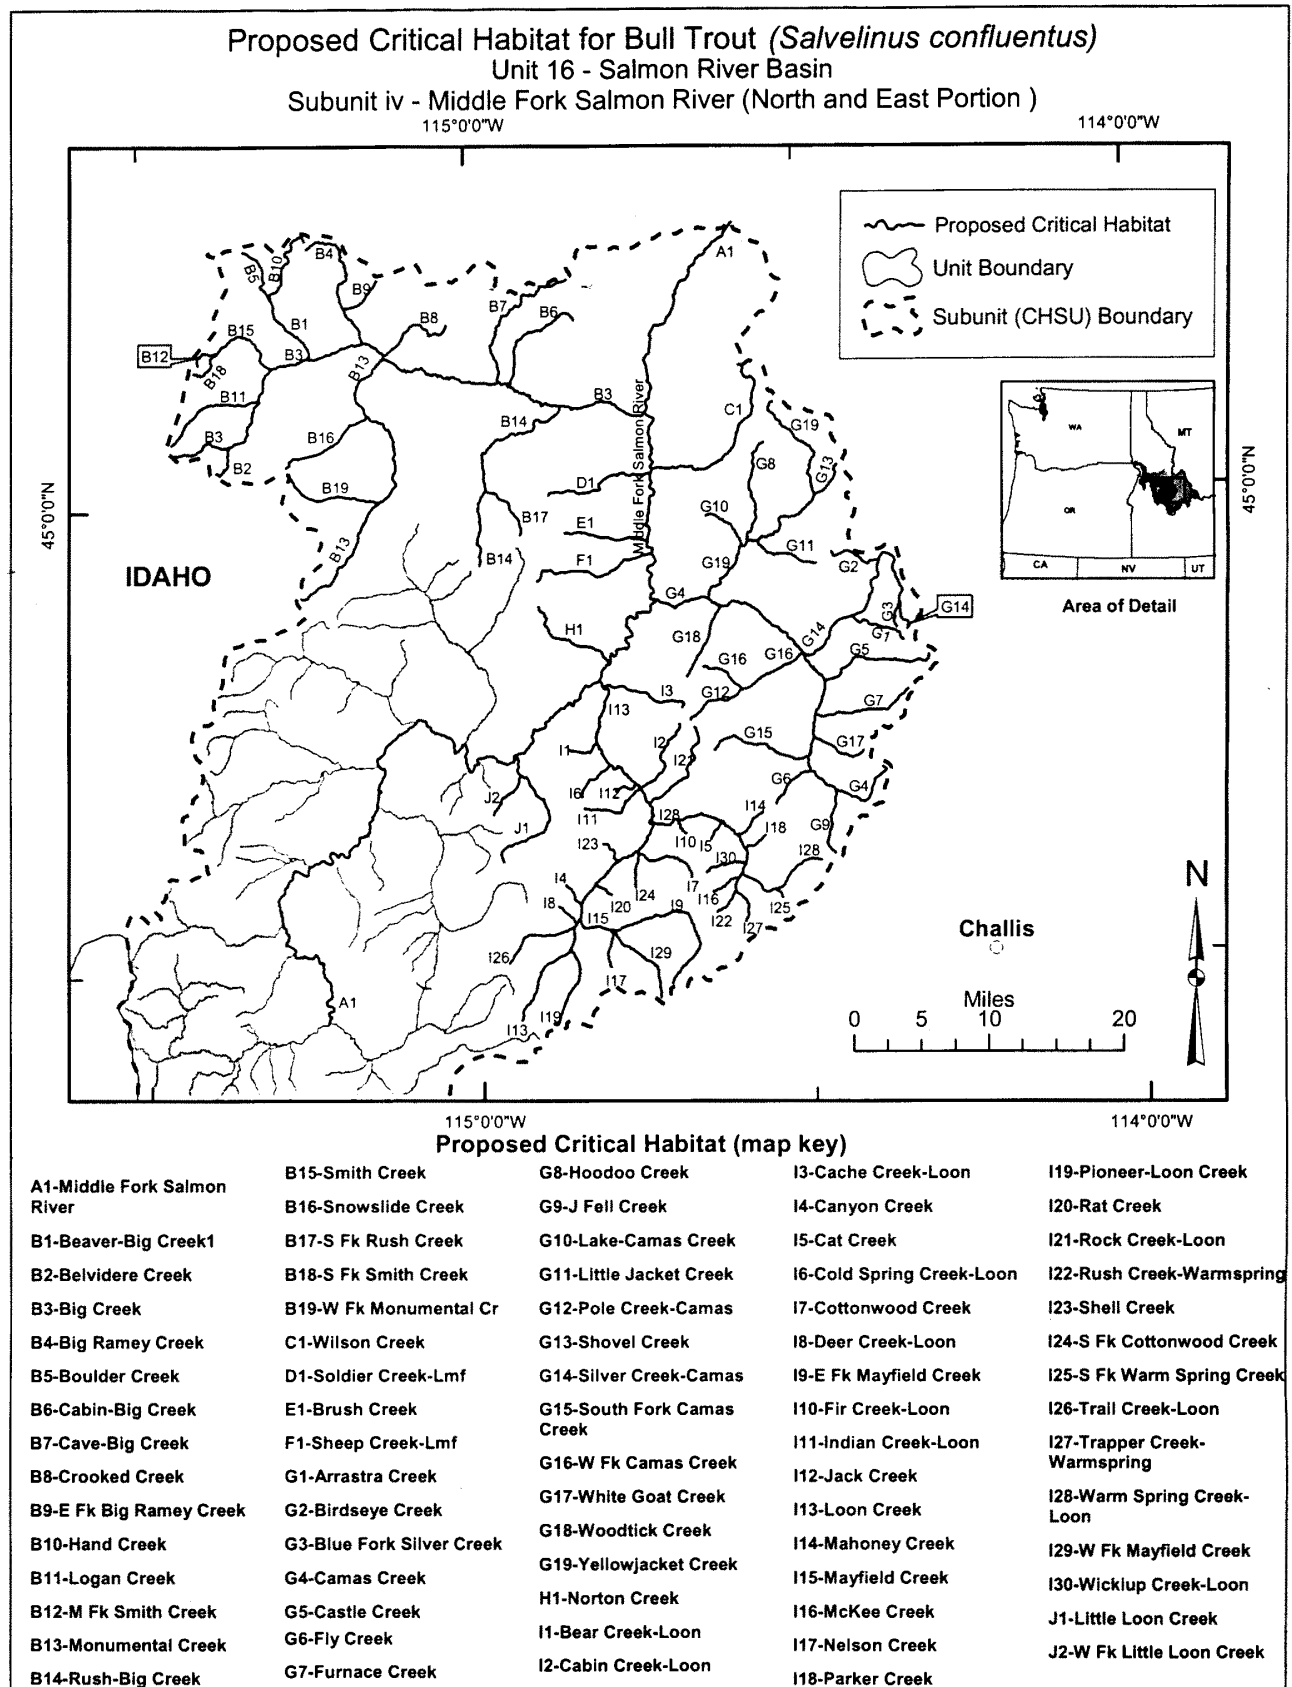 Proposed Critical Habitat for Bull Trout (Salvelinus confluentus)
Unit 16 - Salmon River Basin
Subunit iv - Middle Fork Salmon River (North and East Portion )
115°0'0"W
114°0'0"W
Proposed Critical Habitat
Unit Boundary
Subunit (CHSU) Boundary
A1
B4
B10
B5
B9
B7
B6
B8
B1
B15
B12
B3
B13
B18
B11
B3
B14
B3
B16
B2
B19
B17
B13
B14
Middle Fork Salmon River
C1
G19
G8
G13
D1
G10
E1
G11
F1
G19
G2
G4
G3
G14
H1
G18
G14
G1
G16
G16
G5
I3
G12
G7
I13
I2
G15
G17
I1
I21
I6
I12
G6
G4
J2
I11
I14
J1
I28
I10
I5
I18
G9
I23
I30
I28
I4
I7
I24
I16
I8
I20
I9
I22
I25
I15
I27
I26
I29
I17
A1
I13
I19
45°0'0"N
45°0'0"N
IDAHO
WA
MT
OR
CA
NV
UT
Area of Detail
N
Challis
Miles
0 5 10 20
115°0'0"W
114°0'0"W
Proposed Critical Habitat (map key)
A1-Middle Fork Salmon
River
B1-Beaver-Big Creek1
B2-Belvidere Creek
B3-Big Creek
B4-Big Ramey Creek
B5-Boulder Creek
B6-Cabin-Big Creek
B7-Cave-Big Creek
B8-Crooked Creek
B9-E Fk Big Ramey Creek
B10-Hand Creek
B11-Logan Creek
B12-M Fk Smith Creek
B13-Monumental Creek
B14-Rush-Big Creek
B15-Smith Creek
B16-Snowslide Creek
B17-S Fk Rush Creek
B18-S Fk Smith Creek
B19-W Fk Monumental Cr
C1-Wilson Creek
D1-Soldier Creek-Lmf
E1-Brush Creek
F1-Sheep Creek-Lmf
G1-Arrastra Creek
G2-Birdseye Creek
G3-Blue Fork Silver Creek
G4-Camas Creek
G5-Castle Creek
G6-Fly Creek
G7-Furnace Creek
G8-Hoodoo Creek
G9-J Fell Creek
G10-Lake-Camas Creek
G11-Little Jacket Creek
G12-Pole Creek-Camas
G13-Shovel Creek
G14-Silver Creek-Camas
G15-South Fork Camas
Creek
G16-W Fk Camas Creek
G17-White Goat Creek
G18-Woodtick Creek
G19-Yellowjacket Creek
H1-Norton Creek
I1-Bear Creek-Loon
I2-Cabin Creek-Loon
I3-Cache Creek-Loon
I4-Canyon Creek
I5-Cat Creek
I6-Cold Spring Creek-Loon
I7-Cottonwood Creek
I8-Deer Creek-Loon
I9-E Fk Mayfield Creek
I10-Fir Creek-Loon
I11-Indian Creek-Loon
I12-Jack Creek
I13-Loon Creek
I14-Mahoney Creek
I15-Mayfield Creek
I16-McKee Creek
I17-Nelson Creek
I18-Parker Creek
I19-Pioneer-Loon Creek
I20-Rat Creek
I21-Rock Creek-Loon
I22-Rush Creek-Warmspring
I23-Shell Creek
I24-S Fk Cottonwood Creek
I25-S Fk Warm Spring Creek
I26-Trail Creek-Loon
I27-Trapper Creek-
Warmspring
I28-Warm Spring Creek-
Loon
I29-W Fk Mayfield Creek
I30-Wickiup Creek-Loon
J1-Little Loon Creek
J2-W Fk Little Loon Creek